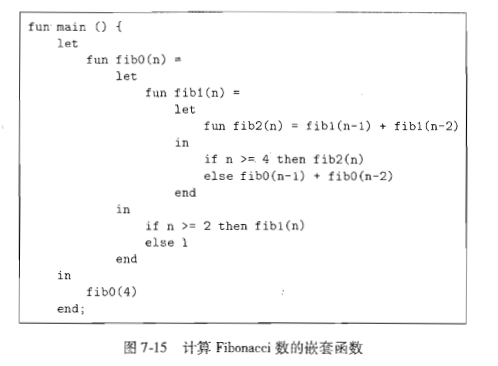 fun main () {
    let
        fun fib0(n) =
            let
                fun fib1(n) =
                    let
                        fun fib2(n) = fib1(n-1) + fib1(n-2)
                    in
                        if n >= 4 then fib2(n)
                        else fib0(n-1) + fib0(n-2)
                    end
            in
                if n >= 2 then fib1(n)
                else 1
            end
    in
        fib0(4)
    end;
图 7-15 计算 Fibonacci 数的嵌套函数